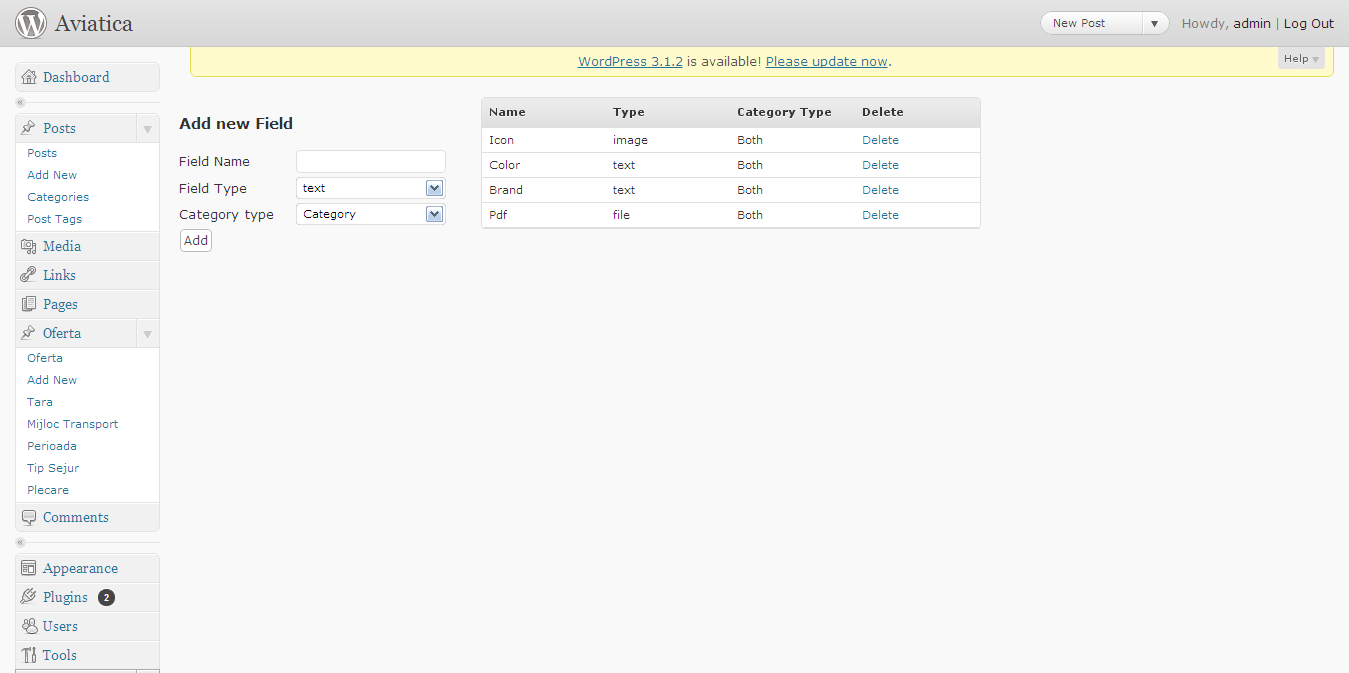 Aviatica
New Post
Howdy, admin | Log Out
WordPress 3.1.2 is available! Please update now.
Help
Dashboard
Posts
Posts
Add New
Categories
Post Tags
Media
Links
Pages
Oferta
Oferta
Add New
Tara
Mijloc Transport
Perioada
Tip Sejur
Plecare
Comments
Appearance
Plugins 2
Users
Tools
Add new Field
Field Name
Field Type text
Category type Category
Add
Name Type Category Type Delete
Icon image Both Delete
Color text Both Delete
Brand text Both Delete
Pdf file Both Delete